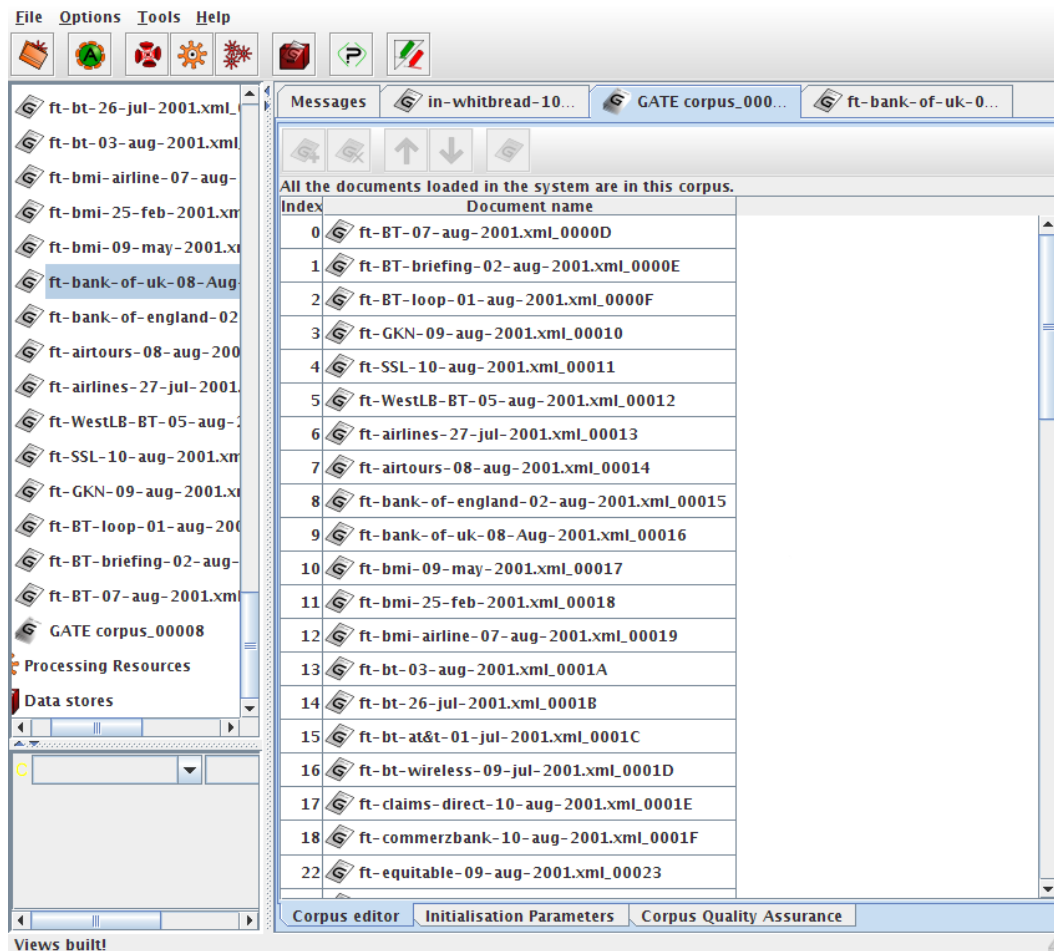 File Options Tools Help
ft-bt-26-jul-2001.xml_
ft-bt-03-aug-2001.xml
ft-bmi-airline-07-aug-
ft-bmi-25-feb-2001.xm
ft-bmi-09-may-2001.x
ft-bank-of-uk-08-Aug
ft-bank-of-england-02
ft-airtours-08-aug-200
ft-airlines-27-jul-2001.
ft-WestLB-BT-05-aug-
ft-SSL-10-aug-2001.xm
ft-GKN-09-aug-2001.x
ft-BT-loop-01-aug-200
ft-BT-briefing-02-aug-
ft-BT-07-aug-2001.xml
GATE corpus_00008
Processing Resources
Data stores
C
Messages in-whitbread-10... GATE corpus_000... ft-bank-of-uk-0...
All the documents loaded in the system are in this corpus.
Index Document name
0 ft-BT-07-aug-2001.xml_0000D
1 ft-BT-briefing-02-aug-2001.xml_0000E
2 ft-BT-loop-01-aug-2001.xml_0000F
3 ft-GKN-09-aug-2001.xml_00010
4 ft-SSL-10-aug-2001.xml_00011
5 ft-WestLB-BT-05-aug-2001.xml_00012
6 ft-airlines-27-jul-2001.xml_00013
7 ft-airtours-08-aug-2001.xml_00014
8 ft-bank-of-england-02-aug-2001.xml_00015
9 ft-bank-of-uk-08-Aug-2001.xml_00016
10 ft-bmi-09-may-2001.xml_00017
11 ft-bmi-25-feb-2001.xml_00018
12 ft-bmi-airline-07-aug-2001.xml_00019
13 ft-bt-03-aug-2001.xml_0001A
14 ft-bt-26-jul-2001.xml_0001B
15 ft-bt-at&t-01-jul-2001.xml_0001C
16 ft-bt-wireless-09-jul-2001.xml_0001D
17 ft-claims-direct-10-aug-2001.xml_0001E
18 ft-commerzbank-10-aug-2001.xml_0001F
22 ft-equitable-09-aug-2001.xml_00023
Corpus editor Initialisation Parameters Corpus Quality Assurance
Views built!